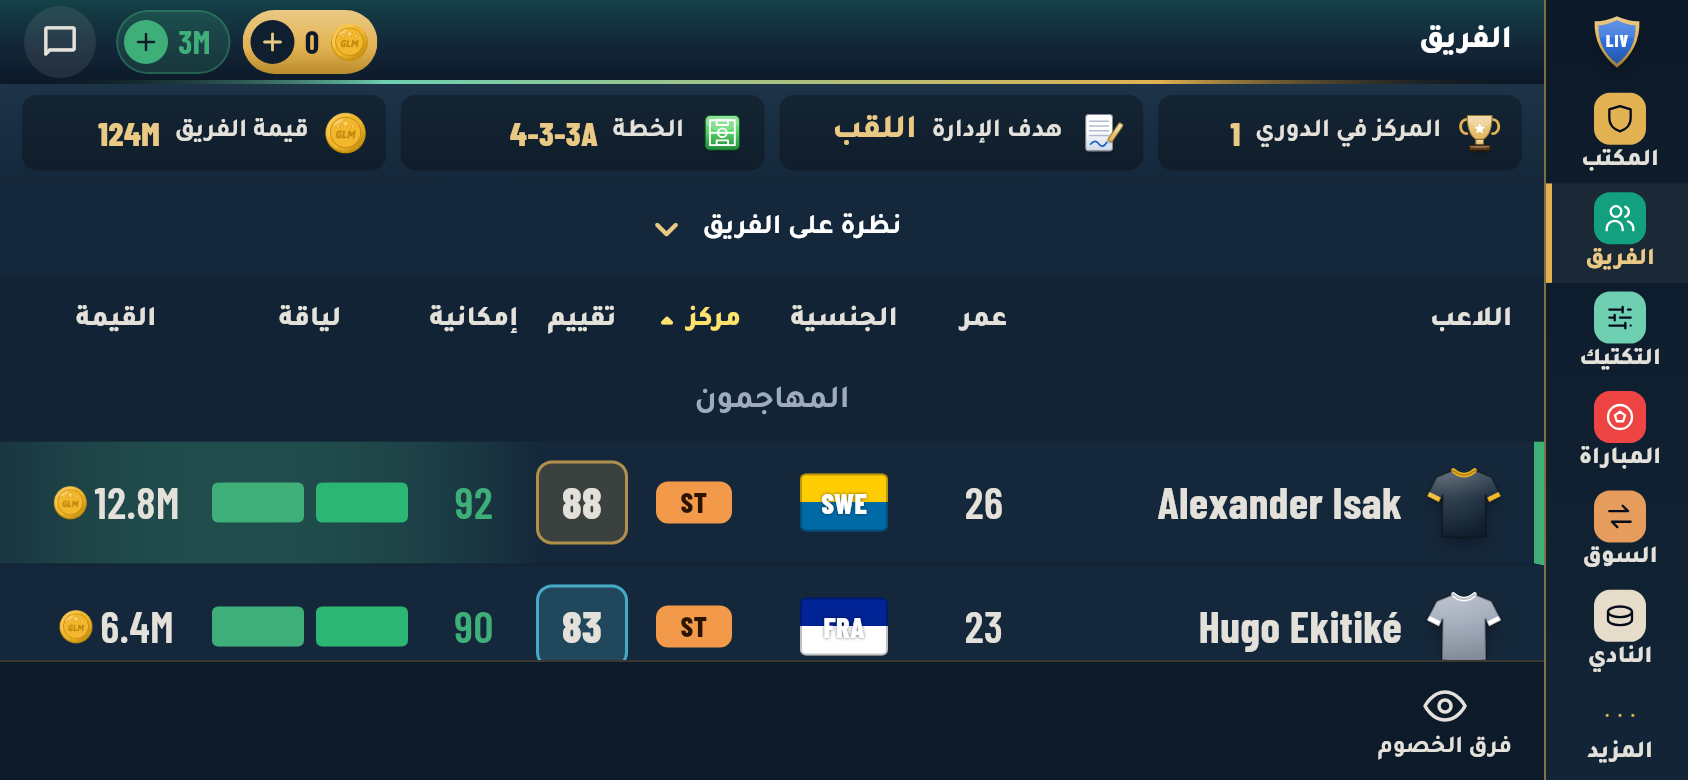 الفريق
GLM 0 +
3M +
LIV
المكتب
الفريق
التكتيك
المباراة
السوق
النادي
...
المزيد
المركز في الدوري 1
هدف الإدارة اللقب
الخطة 4-3-3A
GLM قيمة الفريق 124M
نظرة على الفريق
اللاعب عمر الجنسية مركز تقييم إمكانية لياقة القيمة
المهاجمون
Alexander Isak 26 SWE ST 88 92 12.8M GLM
Hugo Ekitiké 23 FRA ST 83 90 6.4M GLM
فرق الخصوم